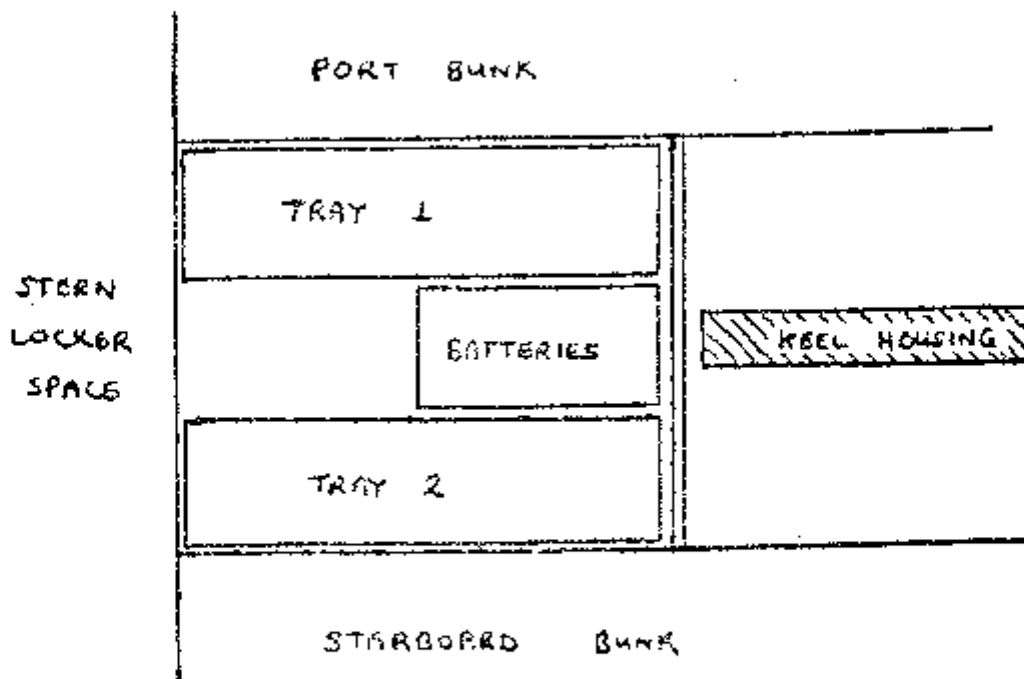 PORT BUNK
TRAY 1
STERN
LOCKER
SPACE
BATTERIES
KEEL HOUSING
TRAY 2
STARBOARD BUNK